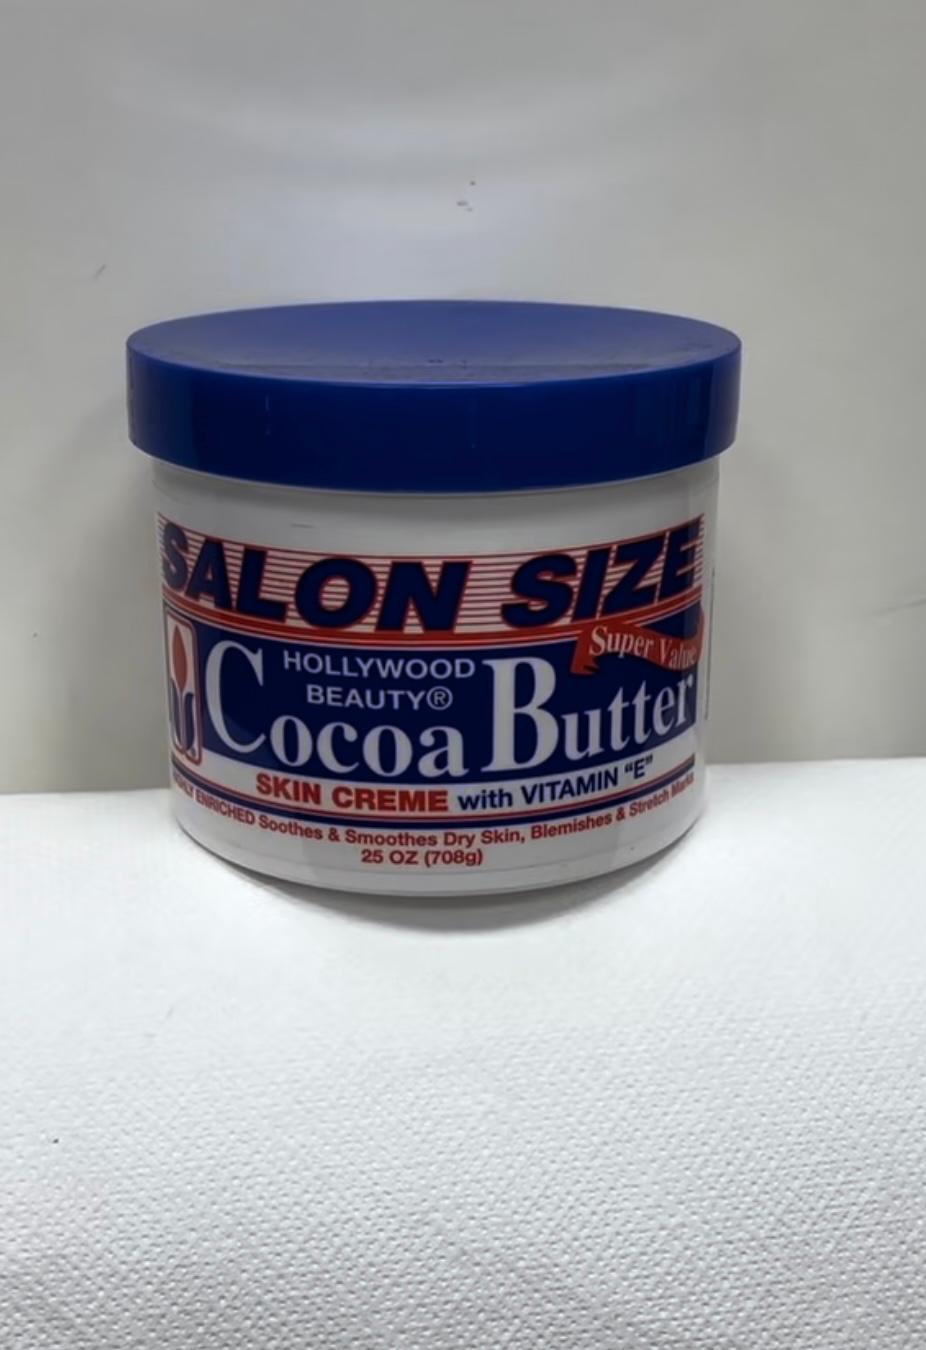 SALON SIZE
Super Value
HOLLYWOOD
BEAUTY®
Cocoa Butter
SKIN CREME with VITAMIN "E"
ENRICHED Soothes & Smoothes Dry Skin, Blemishes & Stretch Marks
25 OZ (708g)